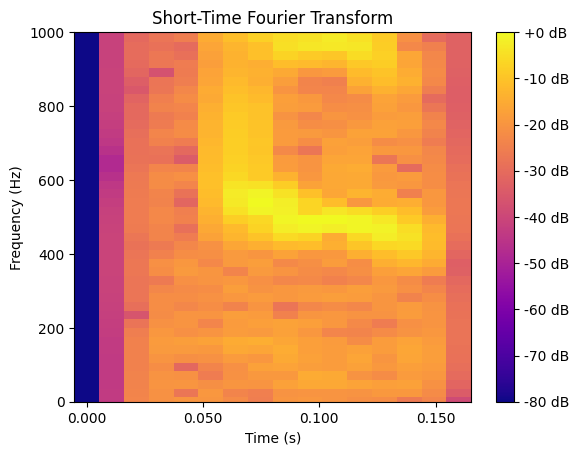 Short-Time Fourier Transform
1000
800
600
400
200
0
Frequency (Hz)
0.000
0.050
0.100
0.150
Time (s)
+0 dB
-10 dB
-20 dB
-30 dB
-40 dB
-50 dB
-60 dB
-70 dB
-80 dB